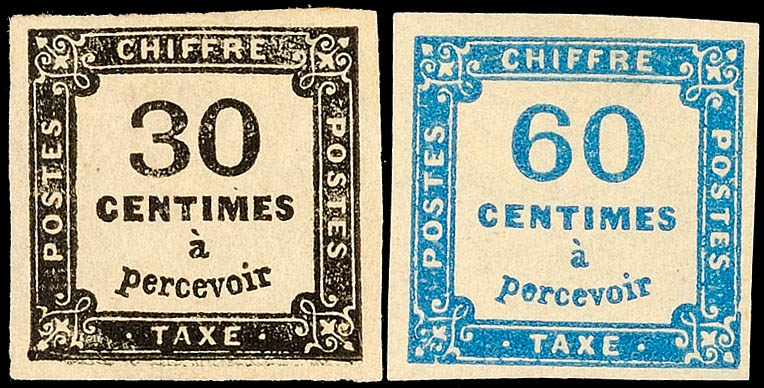 CHIFFRE
POSTES
30
CENTIMES
à
percevoir
POSTES
· TAXE ·
CHIFFRE
POSTES
60
CENTIMES
à
percevoir
POSTES
· TAXE ·